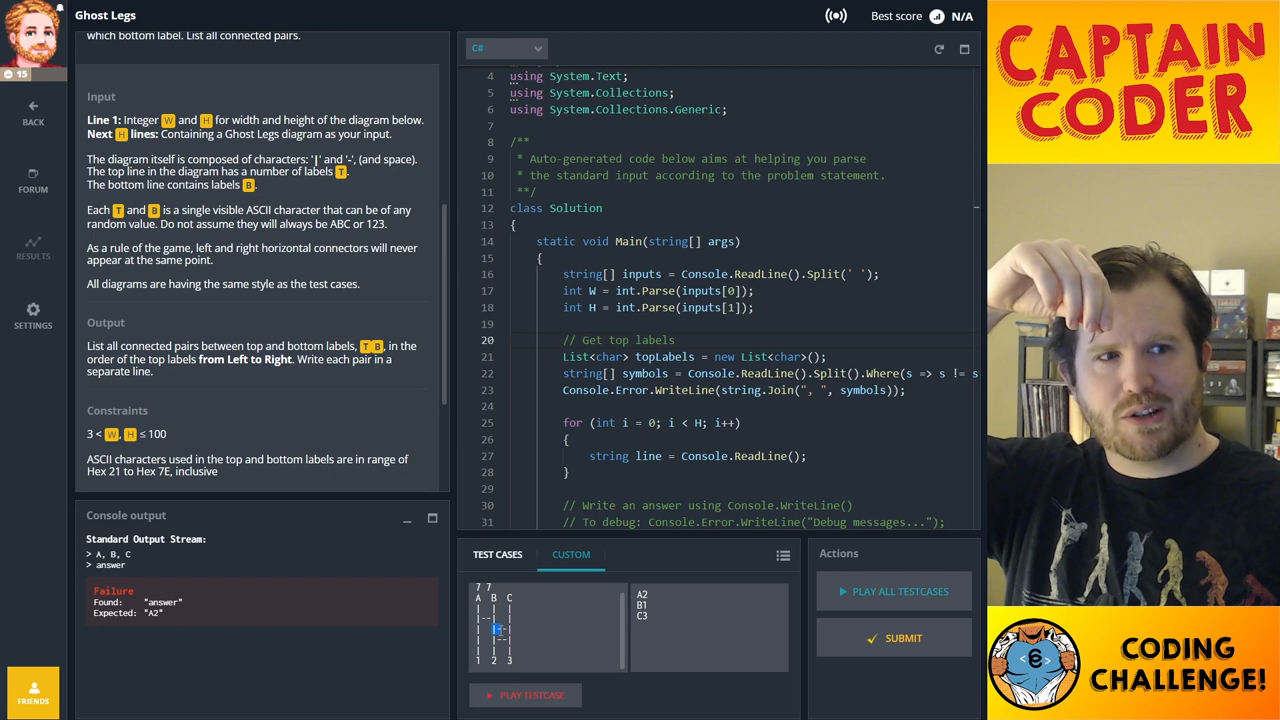 Ghost Legs
Best score
N/A
15
BACK
FORUM
RESULTS
SETTINGS
FRIENDS
which bottom label. List all connected pairs.
Input
Line 1: Integer W and H for width and height of the diagram below.
Next H lines: Containing a Ghost Legs diagram as your input.
The diagram itself is composed of characters: '|' and '-', (and space).
The top line in the diagram has a number of labels T.
The bottom line contains labels B.
Each T and B is a single visible ASCII character that can be of any
random value. Do not assume they will always be ABC or 123.
As a rule of the game, left and right horizontal connectors will never
appear at the same point.
All diagrams are having the same style as the test cases.
Output
List all connected pairs between top and bottom labels, T B, in the
order of the top labels from Left to Right. Write each pair in a
separate line.
Constraints
3 < W, H ≤ 100
ASCII characters used in the top and bottom labels are in range of
Hex 21 to Hex 7E, inclusive
Console output
Standard Output Stream:
> A, B, C
> answer
Failure
Found: "answer"
Expected: "A2"
C#
4 using System.Text;
5 using System.Collections;
6 using System.Collections.Generic;
7
8 /**
9 * Auto-generated code below aims at helping you parse
10 * the standard input according to the problem statement.
11 **/
12 class Solution
13 {
14 static void Main(string[] args)
15 {
16 string[] inputs = Console.ReadLine().Split(' ');
17 int W = int.Parse(inputs[0]);
18 int H = int.Parse(inputs[1]);
19
20 // Get top labels
21 List<char> topLabels = new List<char>();
22 string[] symbols = Console.ReadLine().Split().Where(s => s != s
23 Console.Error.WriteLine(string.Join(", ", symbols));
24
25 for (int i = 0; i < H; i++)
26 {
27 string line = Console.ReadLine();
28 }
29
30 // Write an answer using Console.WriteLine()
31 // To debug: Console.Error.WriteLine("Debug messages...");
TEST CASES
CUSTOM
7 7
A B C
| | |
|--| |
| |--|
| |--|
| | |
1 2 3
A2
B1
C3
PLAY TESTCASE
Actions
PLAY ALL TESTCASES
SUBMIT
CAPTAIN
CODER
CODING
CHALLENGE!